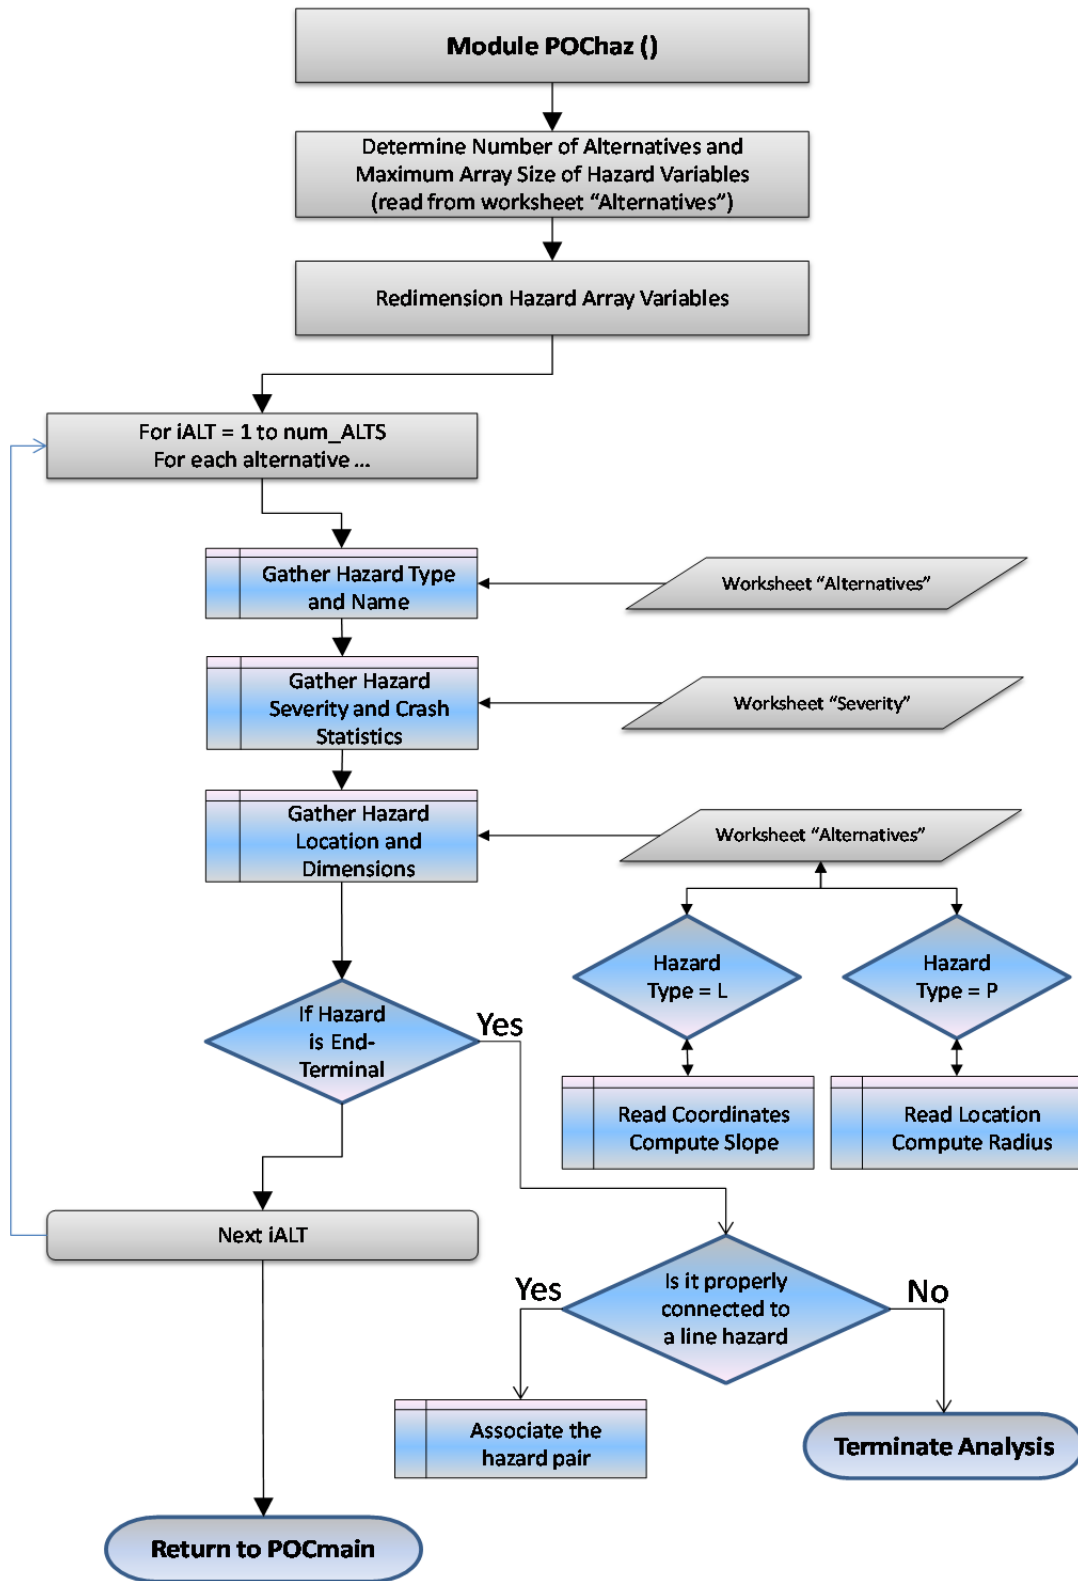 Module POChaz ()
Determine Number of Alternatives and
Maximum Array Size of Hazard Variables
(read from worksheet “Alternatives”)
Redimension Hazard Array Variables
For iALT = 1 to num_ALTS
For each alternative ...
Gather Hazard Type
and Name
Worksheet “Alternatives”
Gather Hazard
Severity and Crash
Statistics
Worksheet “Severity”
Gather Hazard
Location and
Dimensions
Worksheet “Alternatives”
Hazard
Type = L
Hazard
Type = P
If Hazard
is End-
Terminal
Yes
Read Coordinates
Compute Slope
Read Location
Compute Radius
Next iALT
Is it properly
connected to
a line hazard
Yes
No
Associate the
hazard pair
Terminate Analysis
Return to POCmain